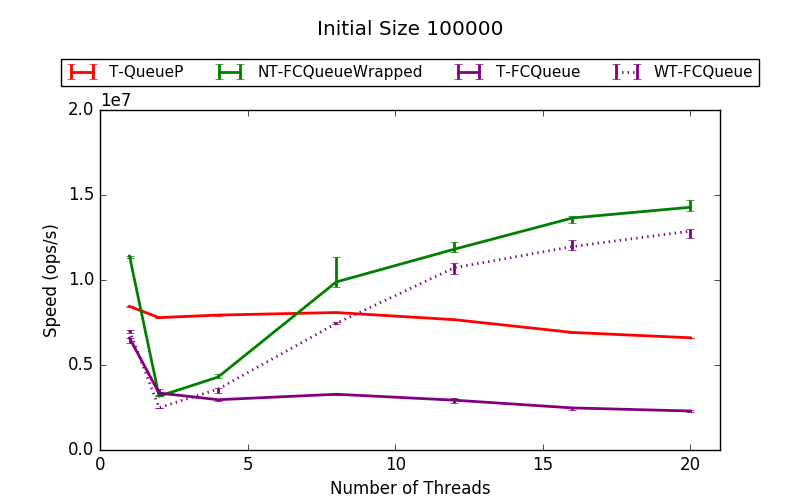 Initial Size 100000
T-QueueP NT-FCQueueWrapped T-FCQueue WT-FCQueue
1e7
2.0
1.5
1.0
0.5
0.0
Speed (ops/s)
0 5 10 15 20
Number of Threads